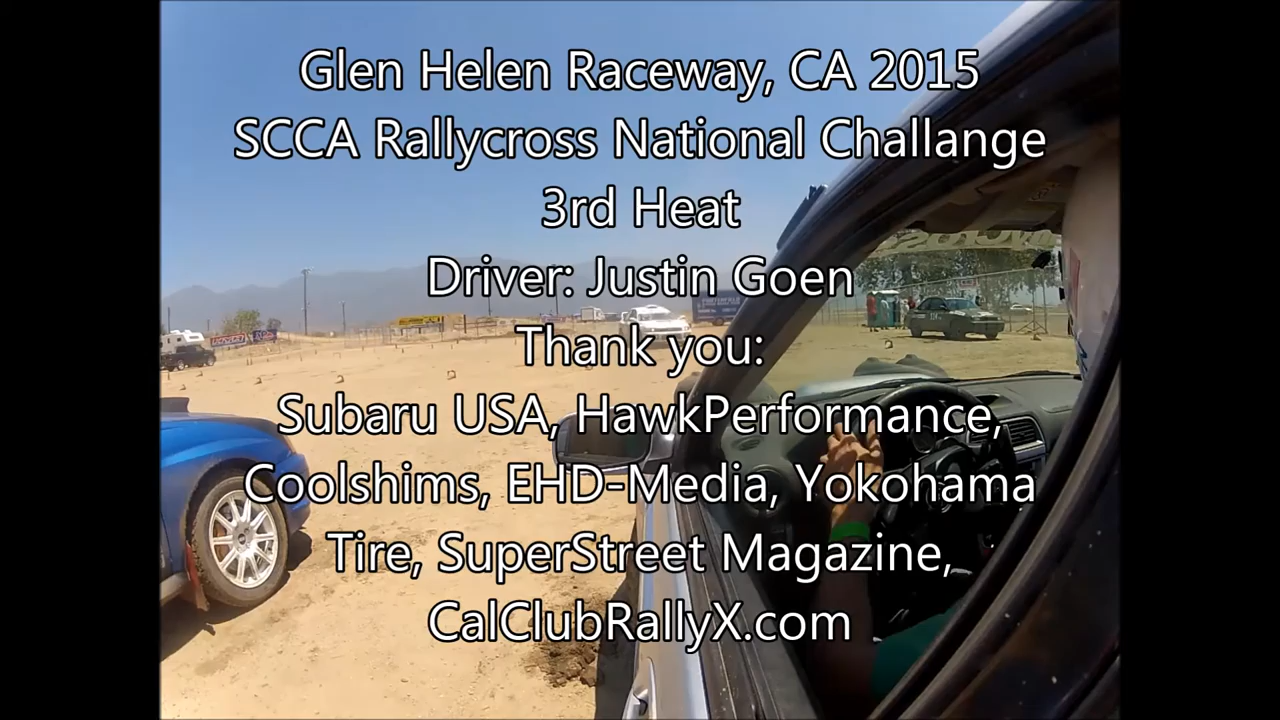 Glen Helen Raceway, CA 2015
SCCA Rallycross National Challange
3rd Heat
Driver: Justin Goen
Thank you:
Subaru USA, HawkPerformance,
Coolshims, EHD-Media, Yokohama
Tire, SuperStreet Magazine,
CalClubRallyX.com